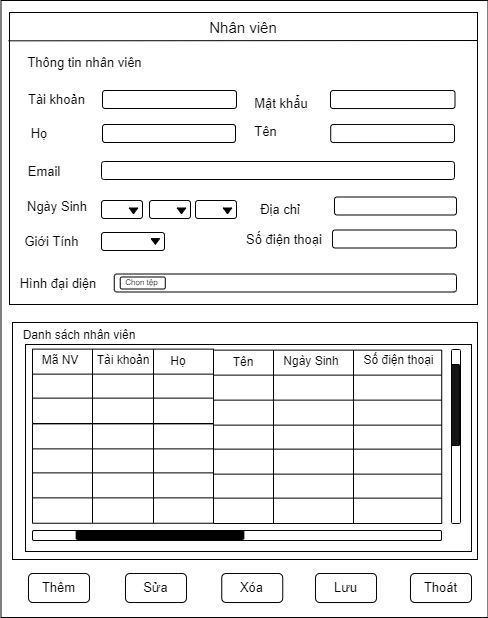 Nhân viên
Thông tin nhân viên
Tài khoản Mật khẩu
Họ Tên
Email
Ngày Sinh Địa chỉ
Giới Tính Số điện thoại
Hình đại diện Chọn tệp
Danh sách nhân viên
Mã NV Tài khoản Họ Tên Ngày Sinh Số điện thoại
Thêm Sửa Xóa Lưu Thoát